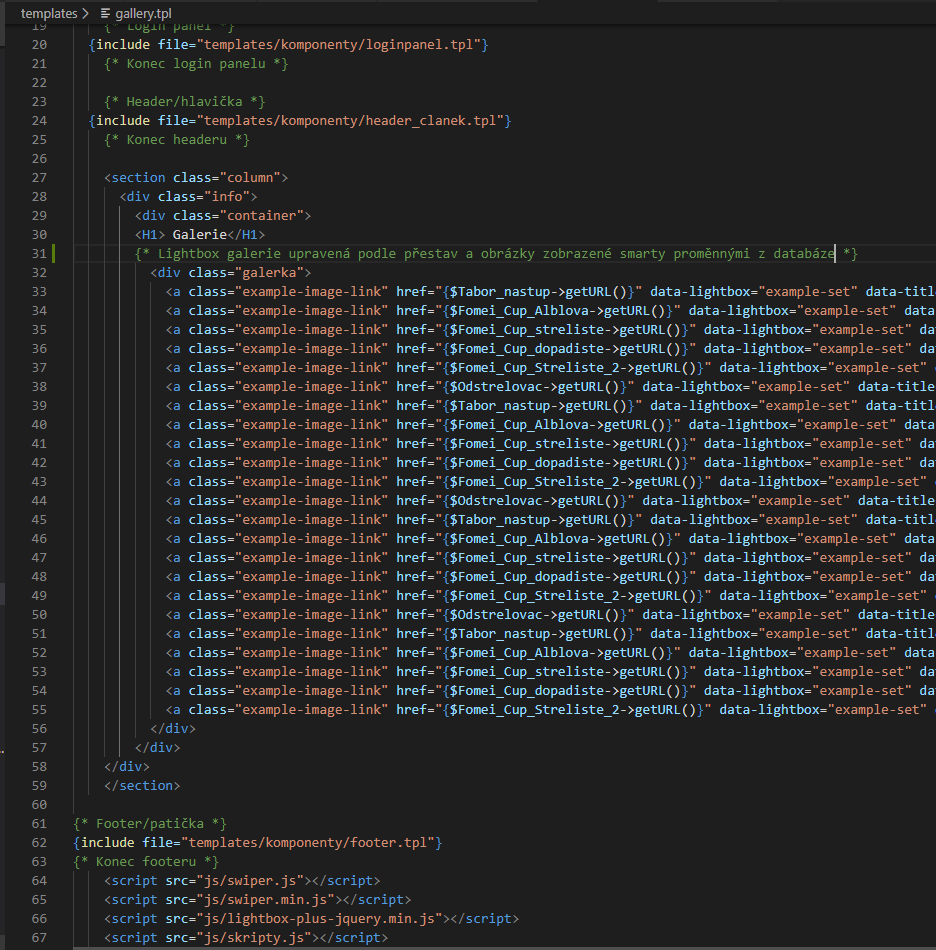 templates > gallery.tpl
19 {* Login panel *}
20 {include file="templates/komponenty/loginpanel.tpl"}
21 {* Konec login panelu *}
22
23 {* Header/hlavička *}
24 {include file="templates/komponenty/header_clanek.tpl"}
25 {* Konec headeru *}
26
27 <section class="column">
28 <div class="info">
29 <div class="container">
30 <H1> Galerie</H1>
31 {* Lightbox galerie upravená podle přestav a obrázky zobrazené smarty proměnnými z databáze *}
32 <div class="galerka">
33 <a class="example-image-link" href="{$Tabor_nastup->getURL()}" data-lightbox="example-set" data-titl
34 <a class="example-image-link" href="{$Fomei_Cup_Alblova->getURL()}" data-lightbox="example-set" data
35 <a class="example-image-link" href="{$Fomei_Cup_streliste->getURL()}" data-lightbox="example-set" da
36 <a class="example-image-link" href="{$Fomei_Cup_dopadiste->getURL()}" data-lightbox="example-set" da
37 <a class="example-image-link" href="{$Fomei_Cup_Streliste_2->getURL()}" data-lightbox="example-set"
38 <a class="example-image-link" href="{$Odstrelovac->getURL()}" data-lightbox="example-set" data-title
39 <a class="example-image-link" href="{$Tabor_nastup->getURL()}" data-lightbox="example-set" data-titl
40 <a class="example-image-link" href="{$Fomei_Cup_Alblova->getURL()}" data-lightbox="example-set" data
41 <a class="example-image-link" href="{$Fomei_Cup_streliste->getURL()}" data-lightbox="example-set" da
42 <a class="example-image-link" href="{$Fomei_Cup_dopadiste->getURL()}" data-lightbox="example-set" da
43 <a class="example-image-link" href="{$Fomei_Cup_Streliste_2->getURL()}" data-lightbox="example-set"
44 <a class="example-image-link" href="{$Odstrelovac->getURL()}" data-lightbox="example-set" data-title
45 <a class="example-image-link" href="{$Tabor_nastup->getURL()}" data-lightbox="example-set" data-titl
46 <a class="example-image-link" href="{$Fomei_Cup_Alblova->getURL()}" data-lightbox="example-set" data
47 <a class="example-image-link" href="{$Fomei_Cup_streliste->getURL()}" data-lightbox="example-set" da
48 <a class="example-image-link" href="{$Fomei_Cup_dopadiste->getURL()}" data-lightbox="example-set" da
49 <a class="example-image-link" href="{$Fomei_Cup_Streliste_2->getURL()}" data-lightbox="example-set"
50 <a class="example-image-link" href="{$Odstrelovac->getURL()}" data-lightbox="example-set" data-title
51 <a class="example-image-link" href="{$Tabor_nastup->getURL()}" data-lightbox="example-set" data-titl
52 <a class="example-image-link" href="{$Fomei_Cup_Alblova->getURL()}" data-lightbox="example-set" data
53 <a class="example-image-link" href="{$Fomei_Cup_streliste->getURL()}" data-lightbox="example-set" da
54 <a class="example-image-link" href="{$Fomei_Cup_dopadiste->getURL()}" data-lightbox="example-set" da
55 <a class="example-image-link" href="{$Fomei_Cup_Streliste_2->getURL()}" data-lightbox="example-set"
56 </div>
57 </div>
58 </div>
59 </section>
60
61 {* Footer/patička *}
62 {include file="templates/komponenty/footer.tpl"}
63 {* Konec footeru *}
64 <script src="js/swiper.js"></script>
65 <script src="js/swiper.min.js"></script>
66 <script src="js/lightbox-plus-jquery.min.js"></script>
67 <script src="js/skripty.js"></script>